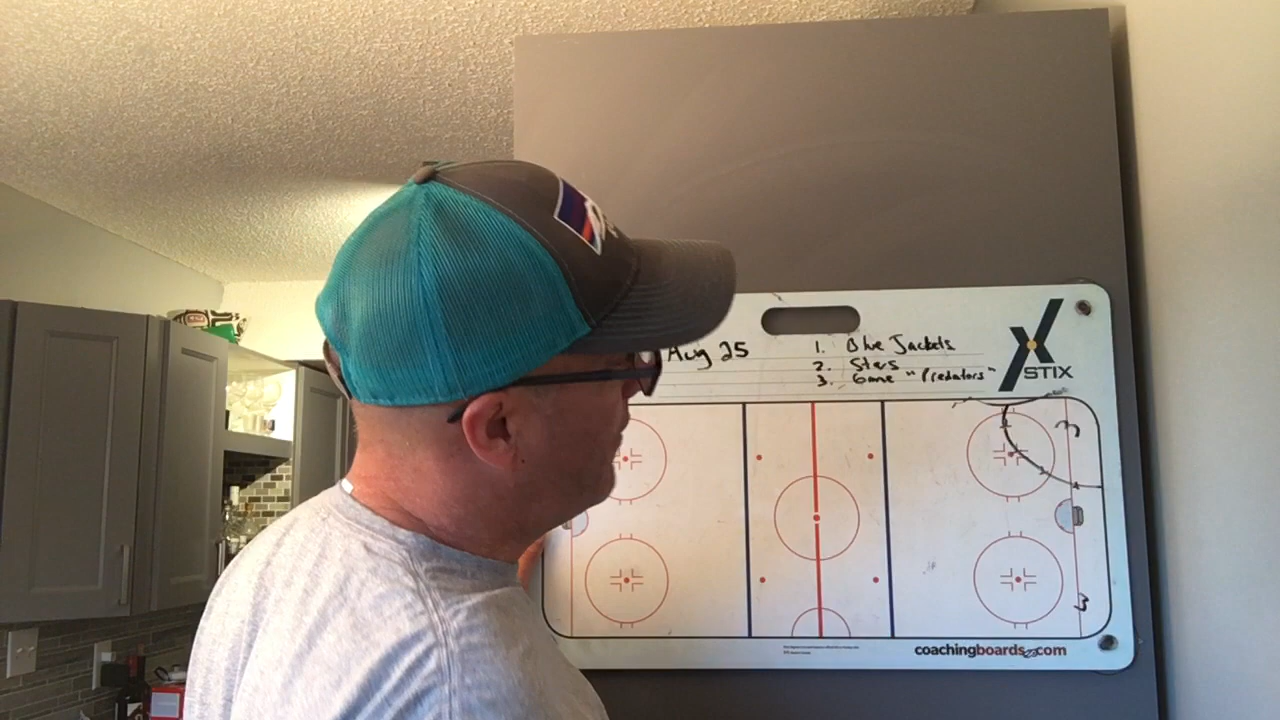 Aug 25
1. Blue Jackets
2. Stars
3. Game "Predators"
STIX
coachingboards.com